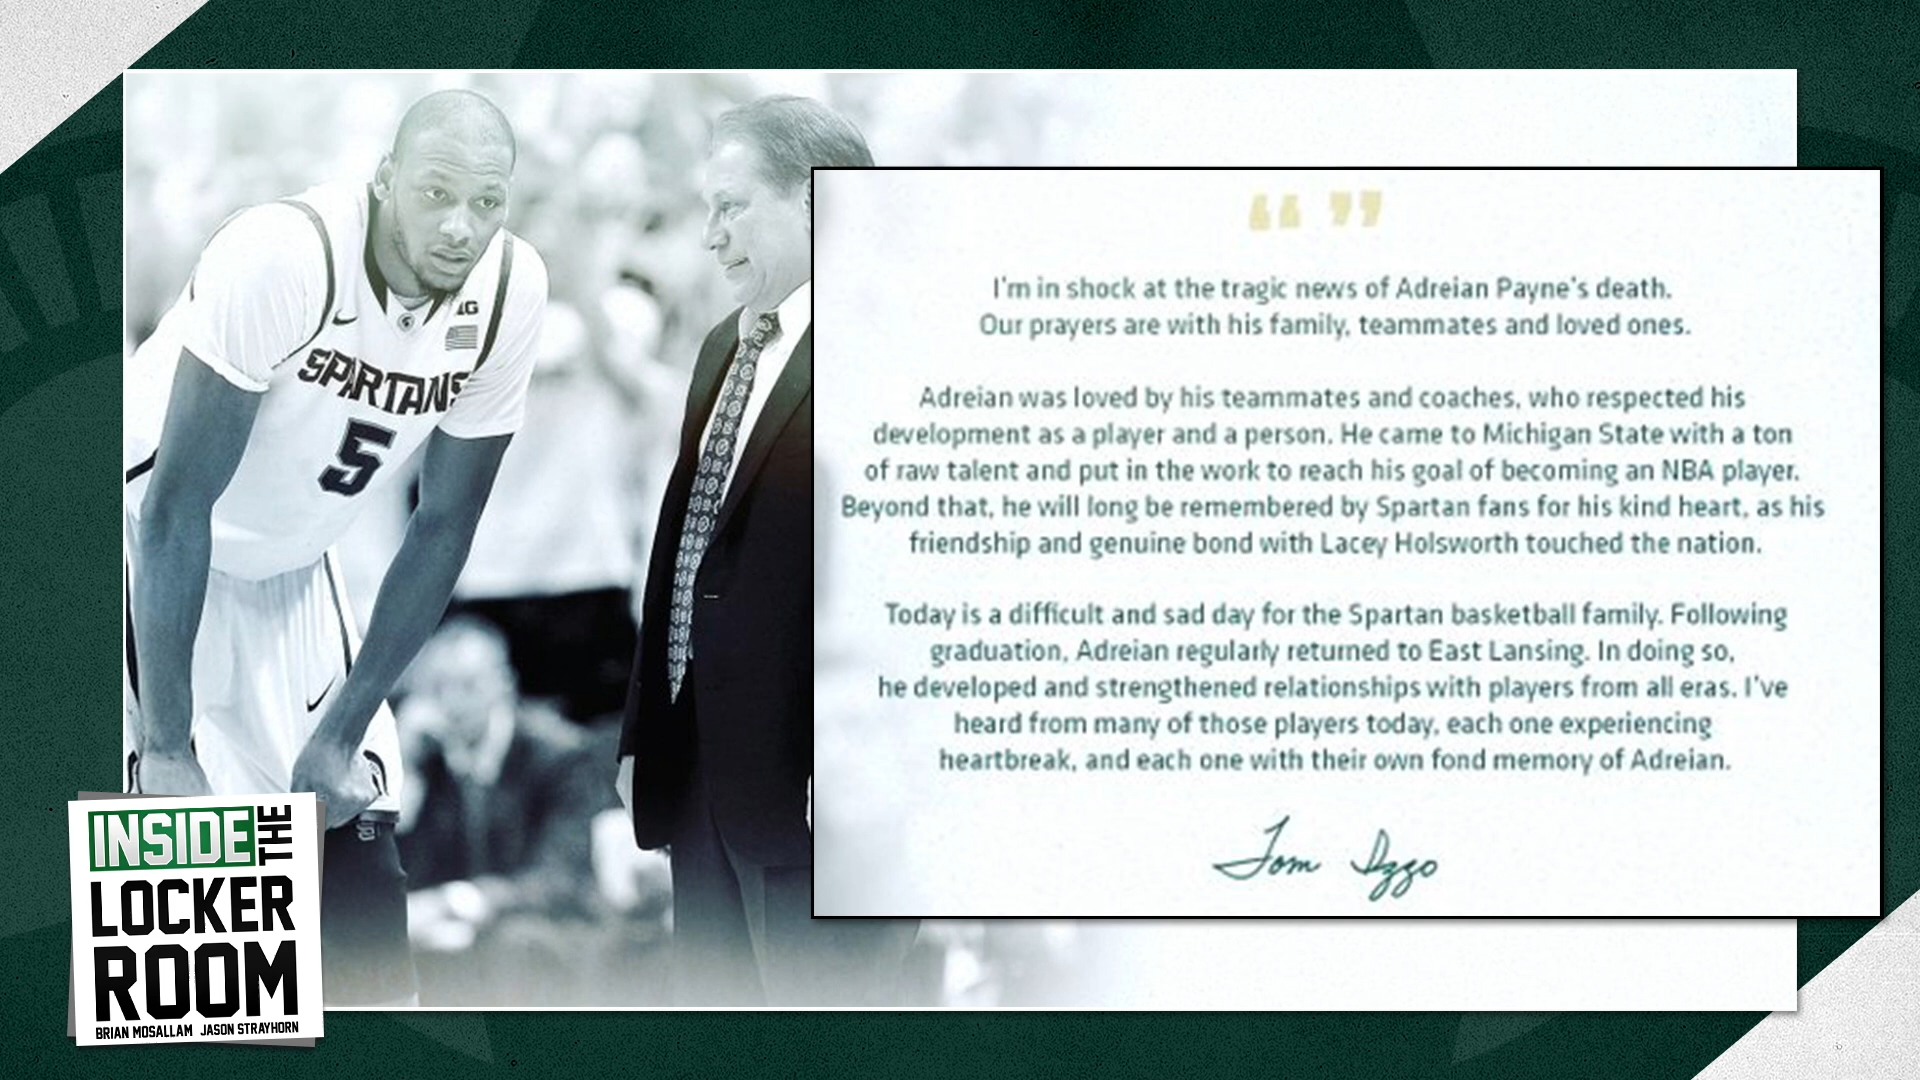 SPARTANS
5
“ ”
I'm in shock at the tragic news of Adreian Payne's death.
Our prayers are with his family, teammates and loved ones.
Adreian was loved by his teammates and coaches, who respected his
development as a player and a person. He came to Michigan State with a ton
of raw talent and put in the work to reach his goal of becoming an NBA player.
Beyond that, he will long be remembered by Spartan fans for his kind heart, as his
friendship and genuine bond with Lacey Holsworth touched the nation.
Today is a difficult and sad day for the Spartan basketball family. Following
graduation, Adreian regularly returned to East Lansing. In doing so,
he developed and strengthened relationships with players from all eras. I've
heard from many of those players today, each one experiencing
heartbreak, and each one with their own fond memory of Adreian.
Tom Izzo
INSIDE THE
LOCKER
ROOM
BRIAN MOSALLAM JASON STRAYHORN